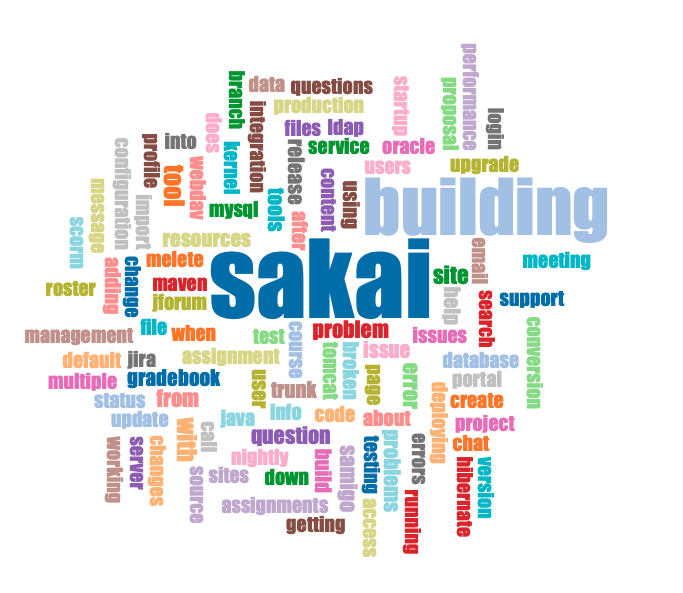 performance
branch
data
questions
startup
proposal
production
integration
login
does
files
ldap
profile
into
kernel
release
service
oracle
configuration
webdav
users
upgrade
tool
content
message
import
mysql
tools
using
building
scorm
after
resources
sakai
email
melete
meeting
adding
change
site
roster
maven
help
search
support
jforum
management
file
when
test
course
problem
issues
conversion
default
jira
assignment
tomcat
broken
issue
database
multiple
gradebook
user
page
error
portal
status
from
trunk
deploying
create
update
java
info
code
about
project
with
call
question
chat
working
server
changes
nightly
build
samigo
testing
problems
errors
hibernate
version
source
sites
down
assignments
access
running
getting